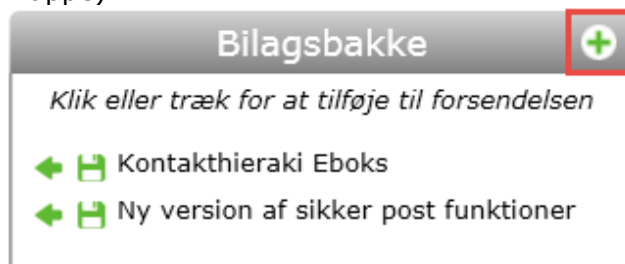 Bilagsbakke
Klik eller træk for at tilføje til forsendelsen
Kontakthieraki Eboks
Ny version af sikker post funktioner